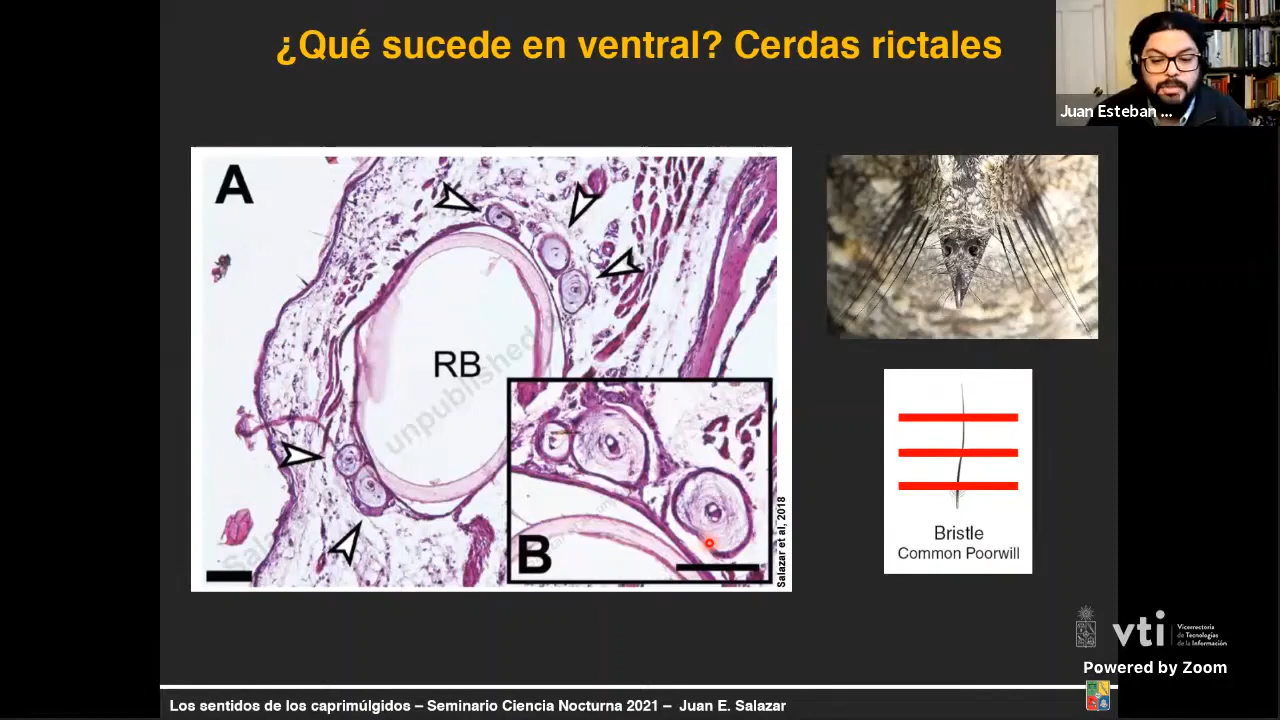 ¿Qué sucede en ventral? Cerdas rictales
Juan Esteban ...
A
RB
unpublished
B
Salazar et al, 2018
Bristle
Common Poorwill
vti
Vicerrectoría
de Tecnologías
de la Información
Powered by Zoom
Los sentidos de los caprimúlgidos – Seminario Ciencia Nocturna 2021 – Juan E. Salazar